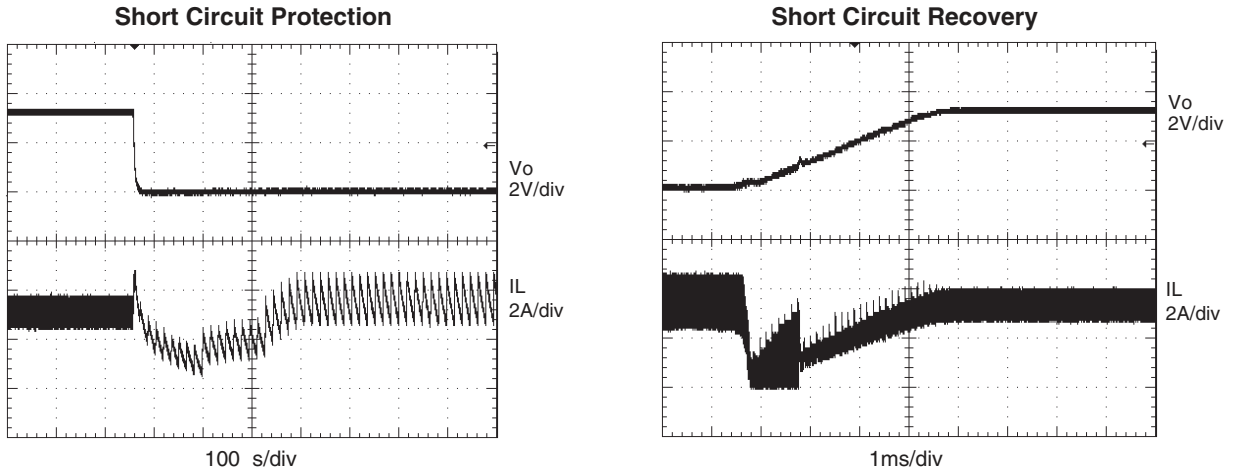 Short Circuit Protection
Short Circuit Recovery
Vo
2V/div
IL
2A/div
100 s/div
Vo
2V/div
IL
2A/div
1ms/div